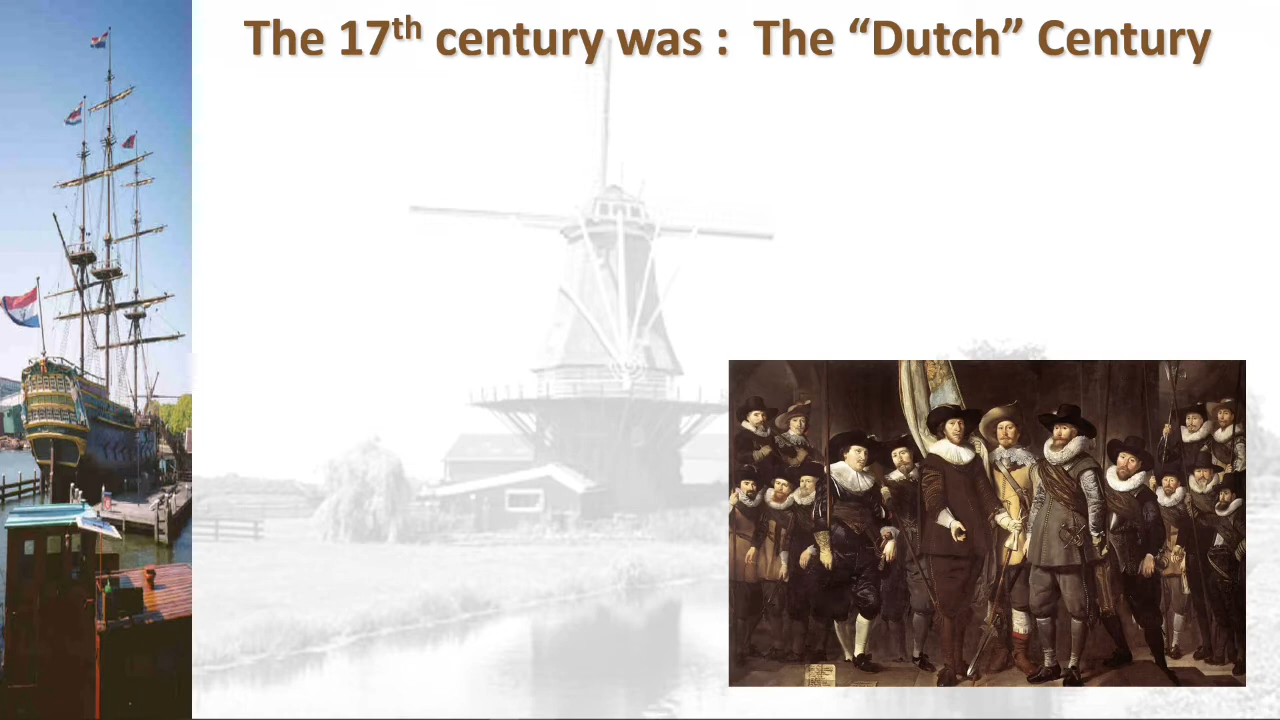 The 17th century was :  The “Dutch” Century